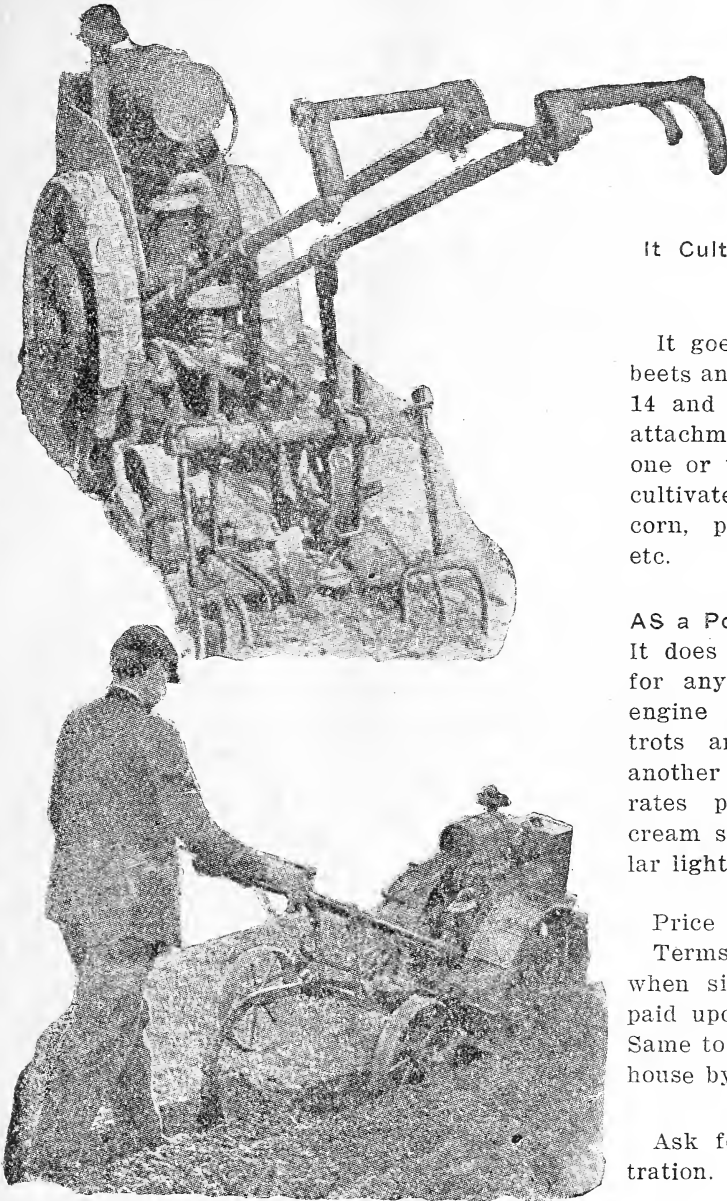 It Cult
It goe
beets an
14 and
attachm
one or
cultivate
corn, p
etc.
AS a Po
It does
for any
engine
trots an
another
rates p
cream s
lar light
Price
Terms
when si
paid upo
Same to
house by
Ask f
tration.